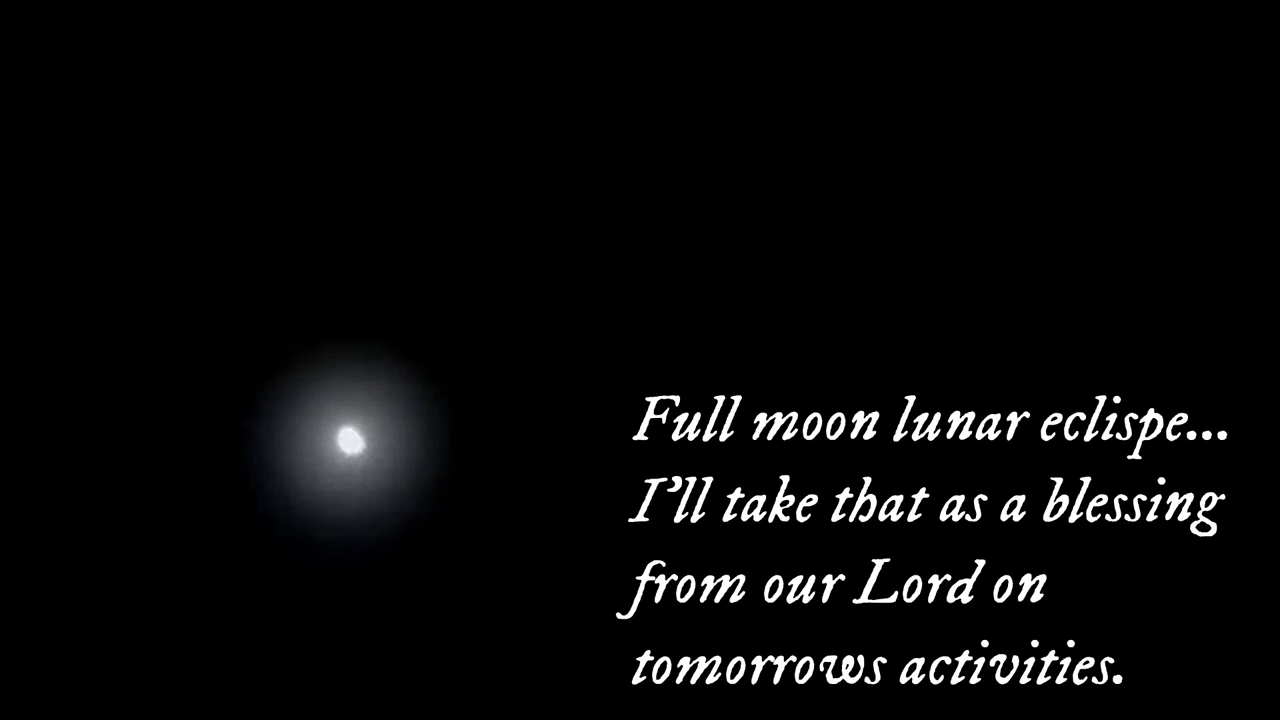 Full moon lunar eclispe...
I'll take that as a blessing
from our Lord on
tomorrows activities.